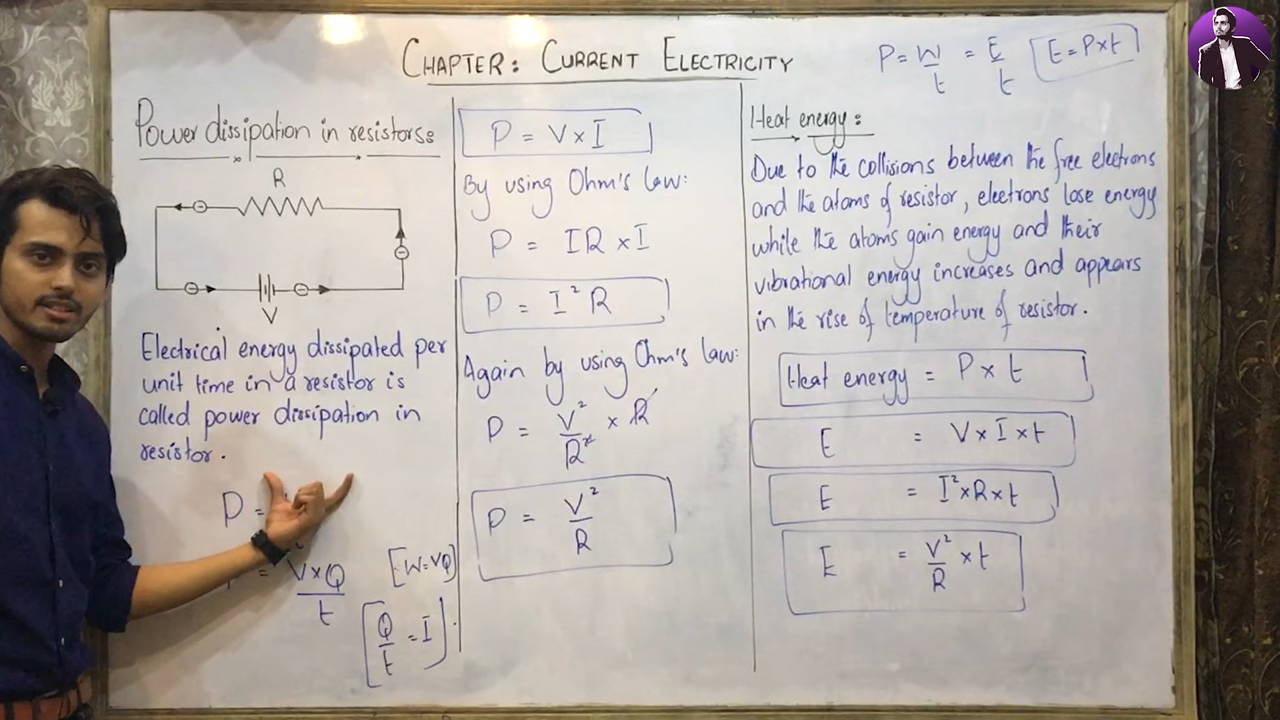 CHAPTER: CURRENT ELECTRICITY
P = W/t = E/t [E = P×t]
Power dissipation in resistors:
R
V
Electrical energy dissipated per
unit time in a resistor is
called power dissipation in
resistor.
P =
= V×Q/t [W=VQ]
[Q/t = I]
P = V×I
By using Ohm's law:
P = IR × I
P = I²R
Again by using Ohm's law:
P = V²/R² × R
P = V²/R
Heat energy:
Due to the collisions between the free electrons
and the atoms of resistor, electrons lose energy
while the atoms gain energy and their
vibrational energy increases and appears
in the rise of temperature of resistor.
Heat energy = P × t
E = V × I × t
E = I² × R × t
E = V²/R × t